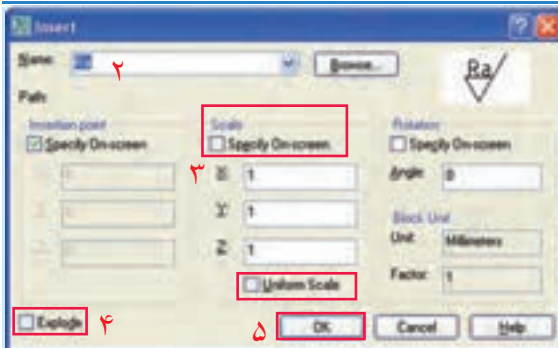 Insert
Name: Ra ۲ Browse...
Ra
Path:
Insertion point Scale Rotation
Specify On-screen Specify On-screen Specify On-screen
۳ X: 1 Angle: 0
Y: 1 Block Unit
Z: 1 Unit: Millimeters
Uniform Scale Factor: 1
Explode ۴ ۵ OK Cancel Help